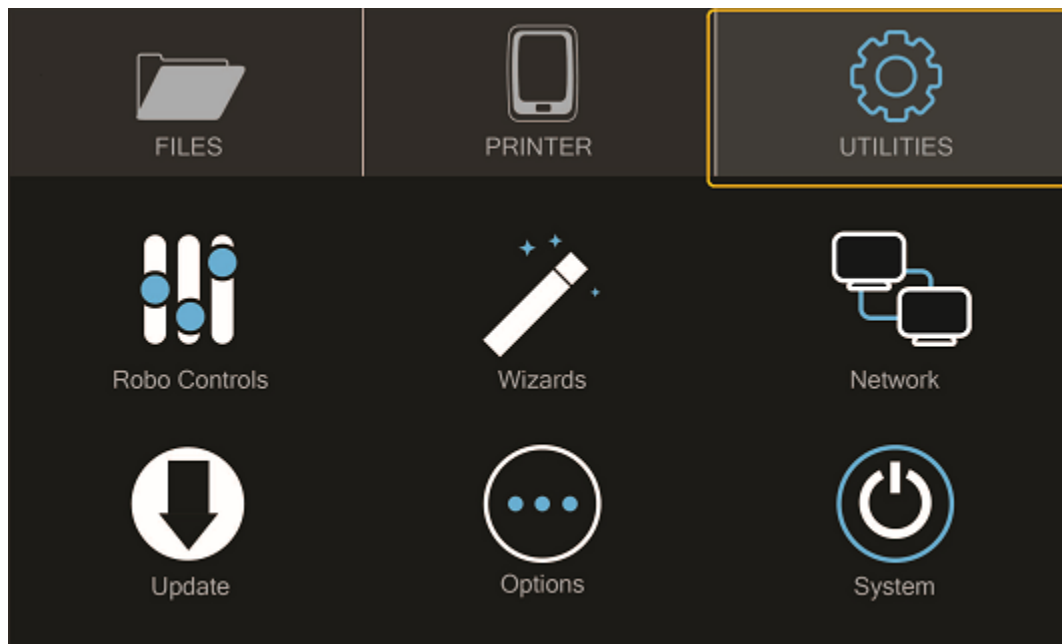 FILES
PRINTER
UTILITIES
Robo Controls
Wizards
Network
Update
Options
System